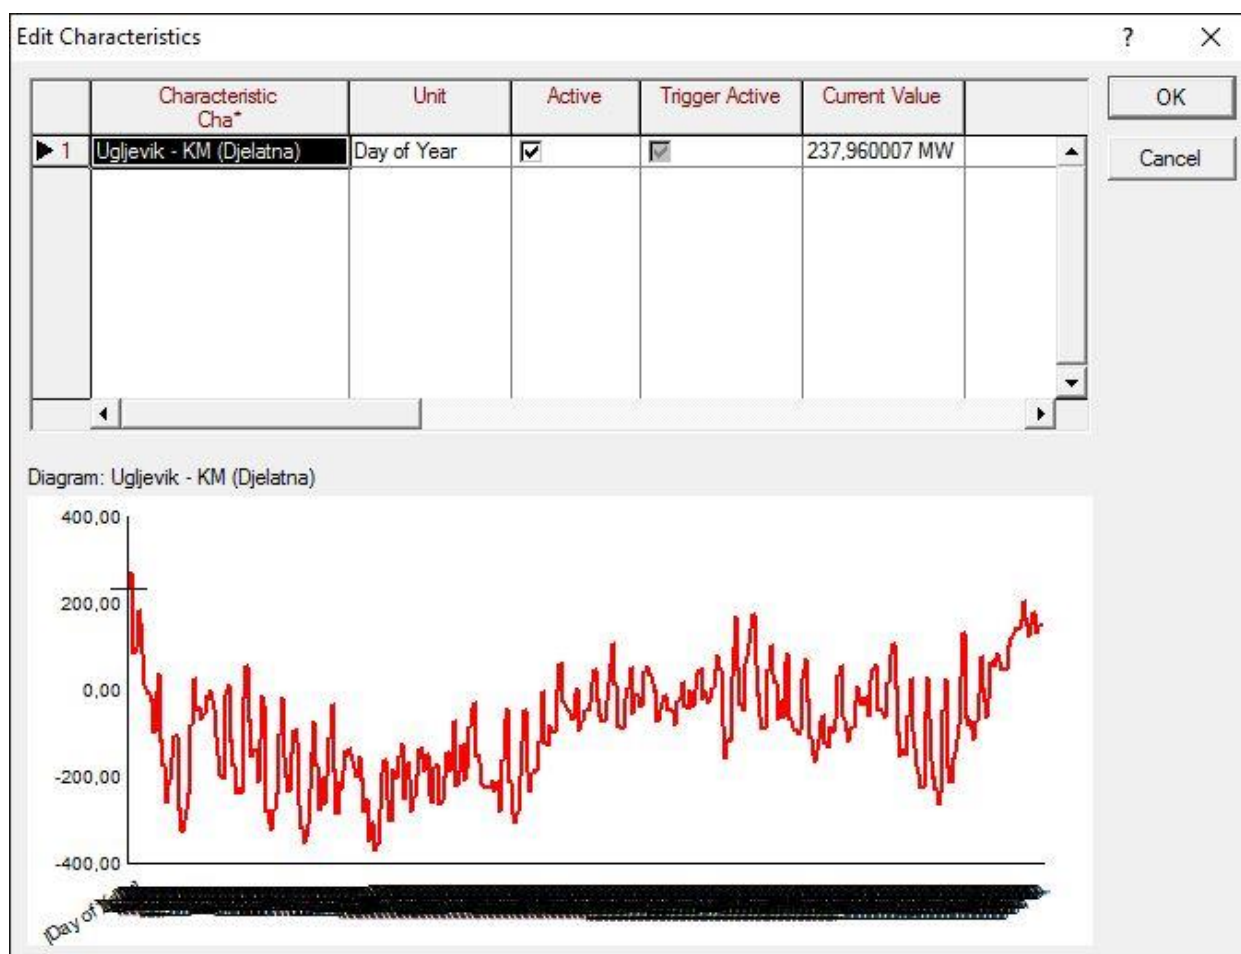 Edit Characteristics ?
Characteristic Unit Active Trigger Active Current Value OK
Cha*
1 Ugljevik - KM (Djelatna) Day of Year 237,960007 MW Cancel
Diagram: Ugljevik - KM (Djelatna)
400,00
200,00
0,00
-200,00
-400,00
Day of